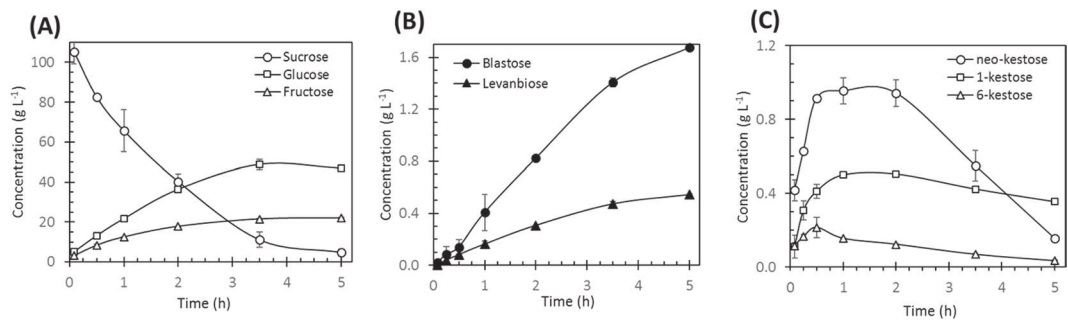 (A)
Concentration (g L⁻¹)
100
80
60
40
20
0
Sucrose
Glucose
Fructose
0 1 2 3 4 5
Time (h)
(B)
Concentration (g L⁻¹)
1.6
1.2
0.8
0.4
0.0
Blastose
Levanbiose
0 1 2 3 4 5
Time (h)
(C)
Concentration (g L⁻¹)
1.2
0.8
0.4
0.0
neo-kestose
1-kestose
6-kestose
0 1 2 3 4 5
Time (h)